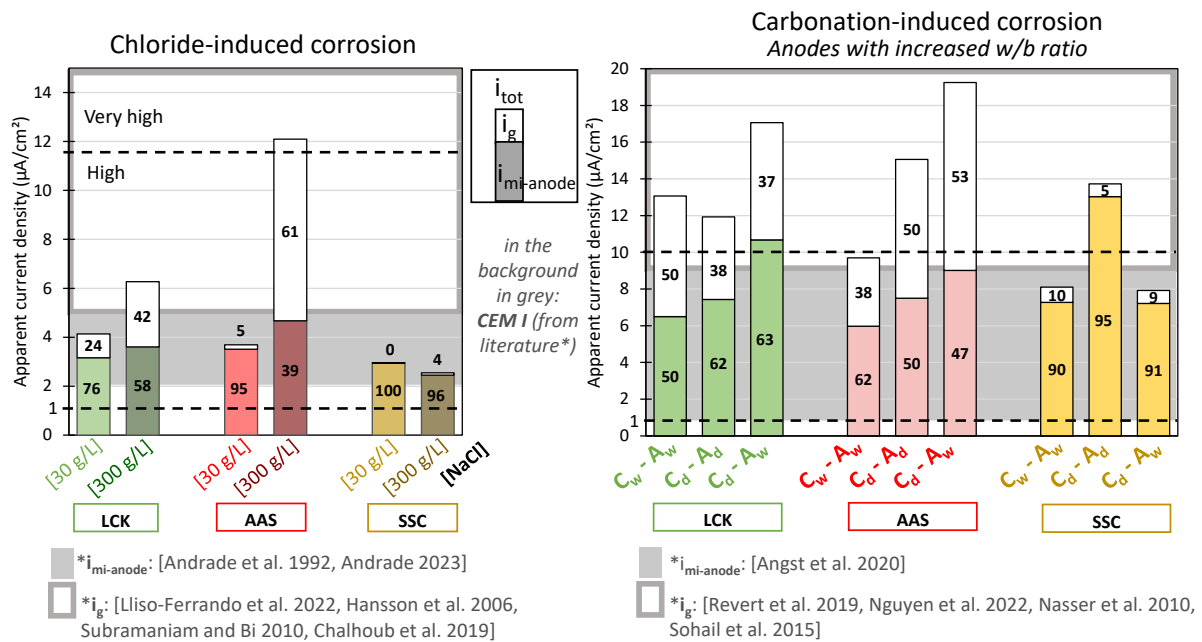 Chloride-induced corrosion
Apparent current density (µA/cm²)
14
12
10
8
6
4
2
1
0
Very high
High
24
76
42
58
5
95
61
39
0
100
4
96
[30 g/L]
[300 g/L]
[30 g/L]
[300 g/L]
[30 g/L]
[300 g/L]
[NaCl]
LCK
AAS
SSC
i_tot
i_g
i_mi-anode
in the
background
in grey:
CEM I (from
literature*)
*i_mi-anode: [Andrade et al. 1992, Andrade 2023]
*i_g: [Lliso-Ferrando et al. 2022, Hansson et al. 2006,
Subramaniam and Bi 2010, Chalhoub et al. 2019]
Carbonation-induced corrosion
Anodes with increased w/b ratio
Apparent current density (µA/cm²)
20
18
16
14
12
10
8
6
4
2
1
0
50
50
38
62
37
63
38
62
50
50
53
47
10
90
5
95
9
91
C_w - A_w
C_d - A_d
C_d - A_w
C_w - A_w
C_d - A_d
C_d - A_w
C_w - A_w
C_d - A_d
C_d - A_w
LCK
AAS
SSC
*i_mi-anode: [Angst et al. 2020]
*i_g: [Revert et al. 2019, Nguyen et al. 2022, Nasser et al. 2010,
Sohail et al. 2015]